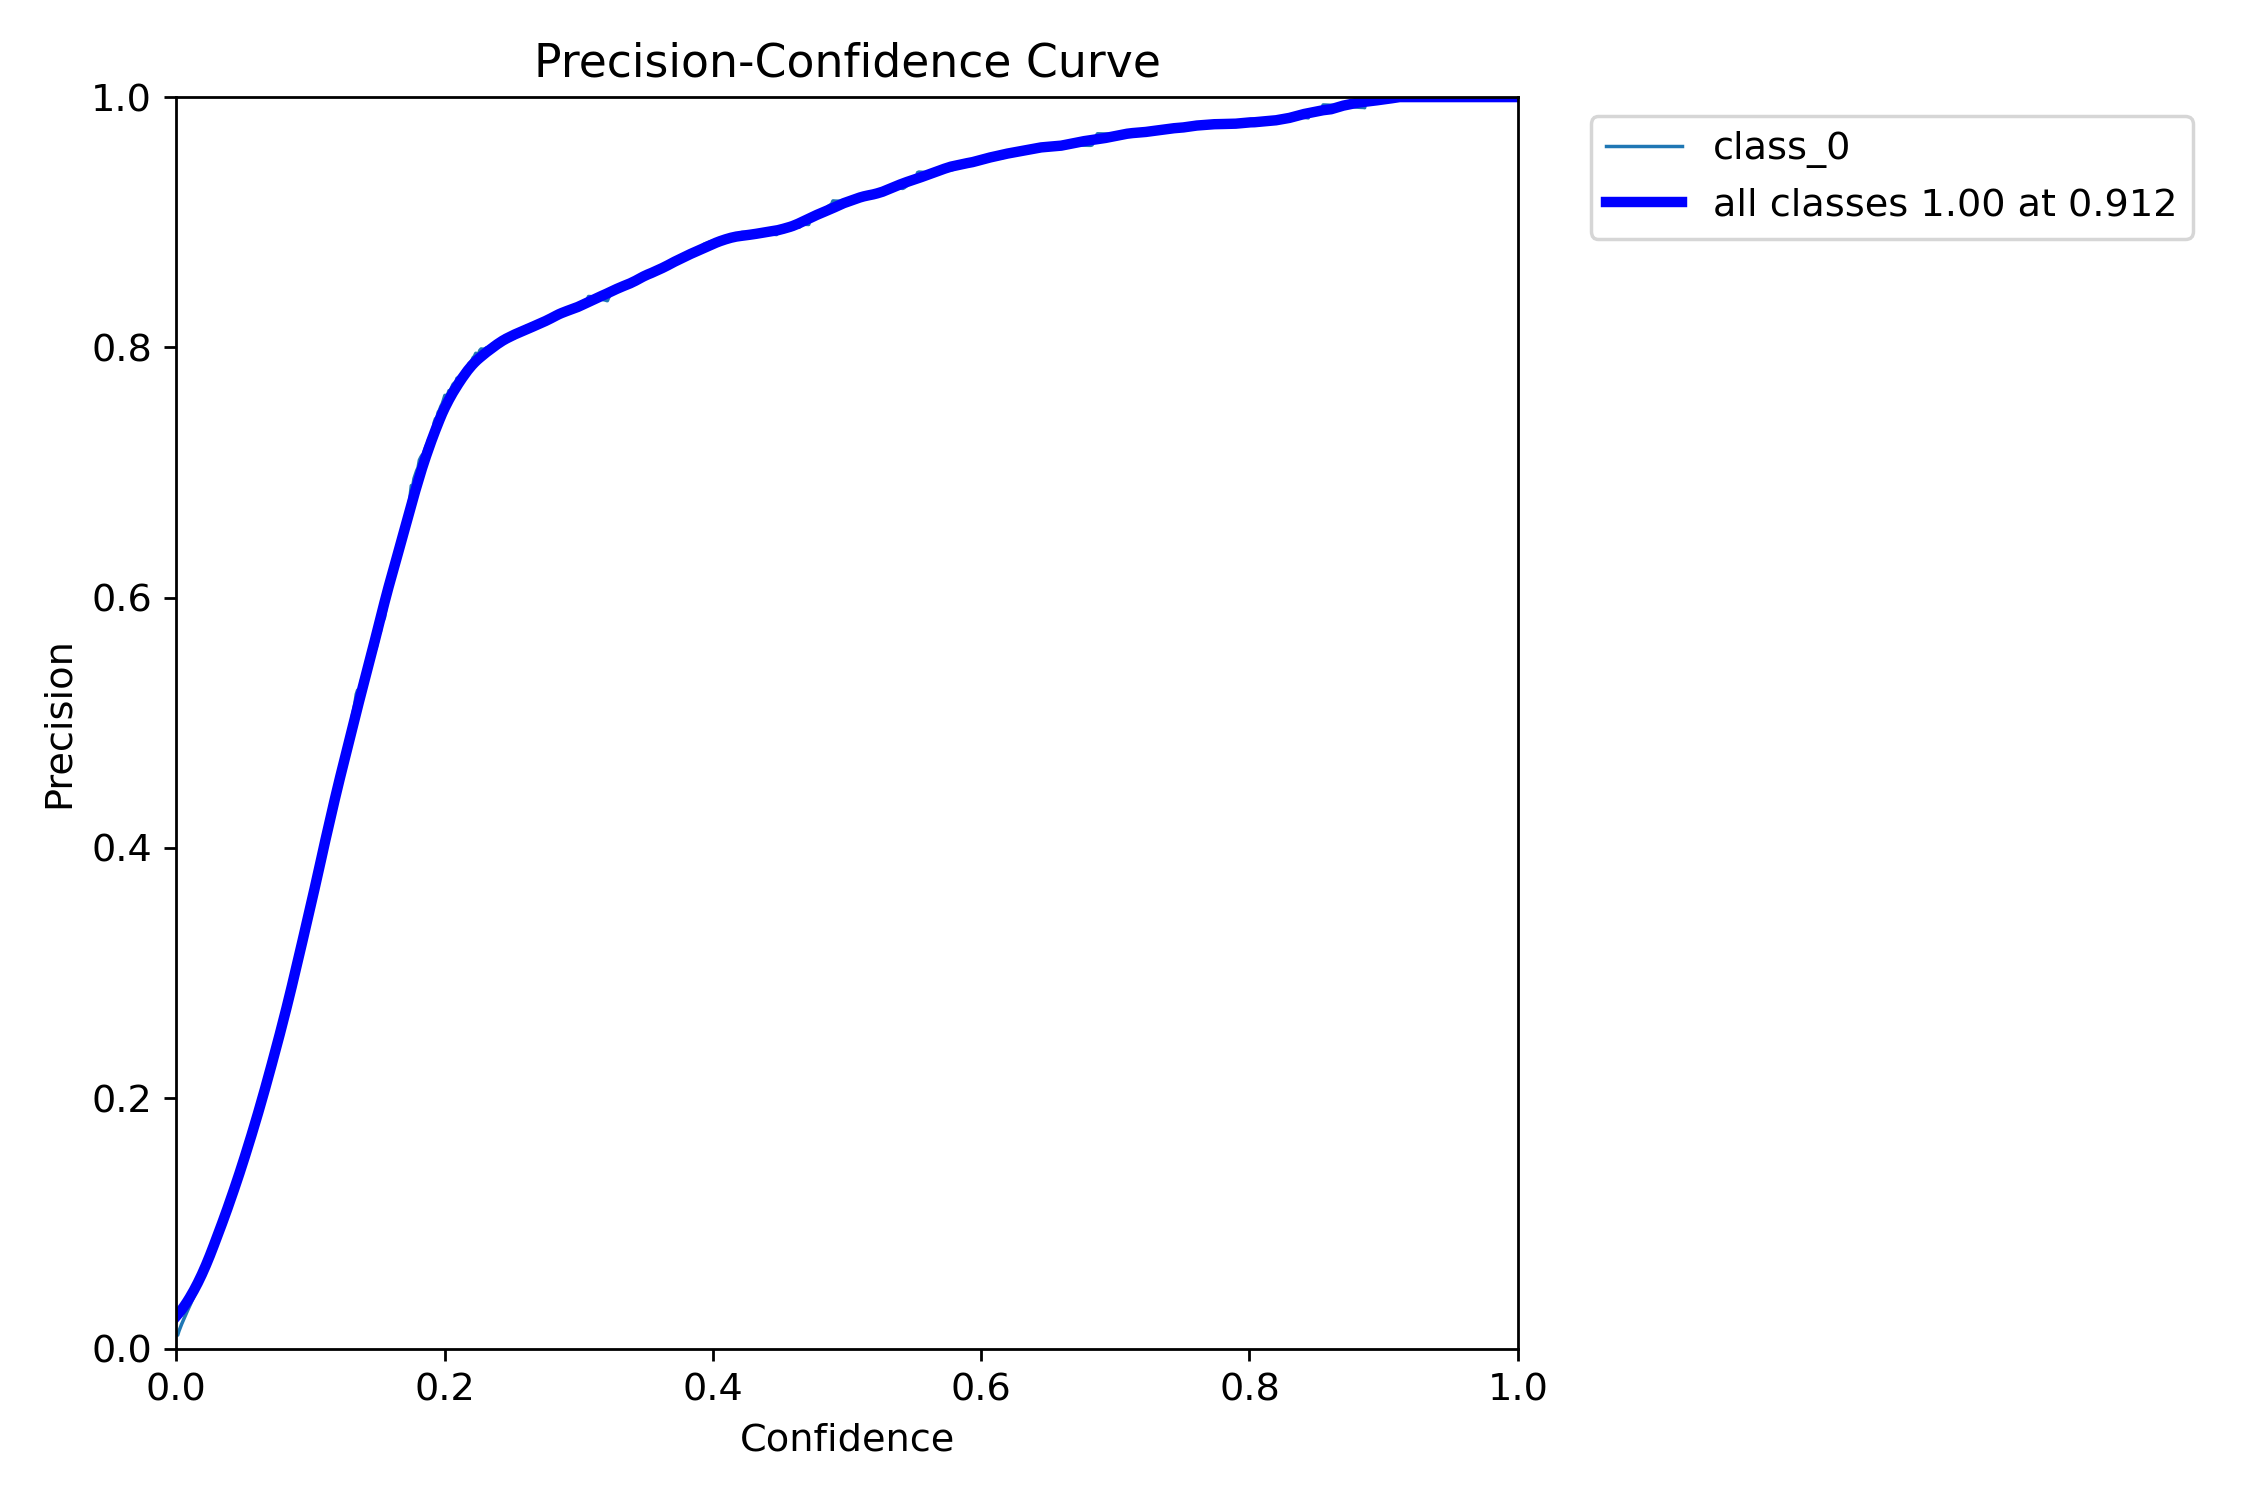 Precision-Confidence Curve
1.0
0.8
0.6
0.4
0.2
0.0
Precision
0.0 0.2 0.4 0.6 0.8 1.0
Confidence
class_0
all classes 1.00 at 0.912